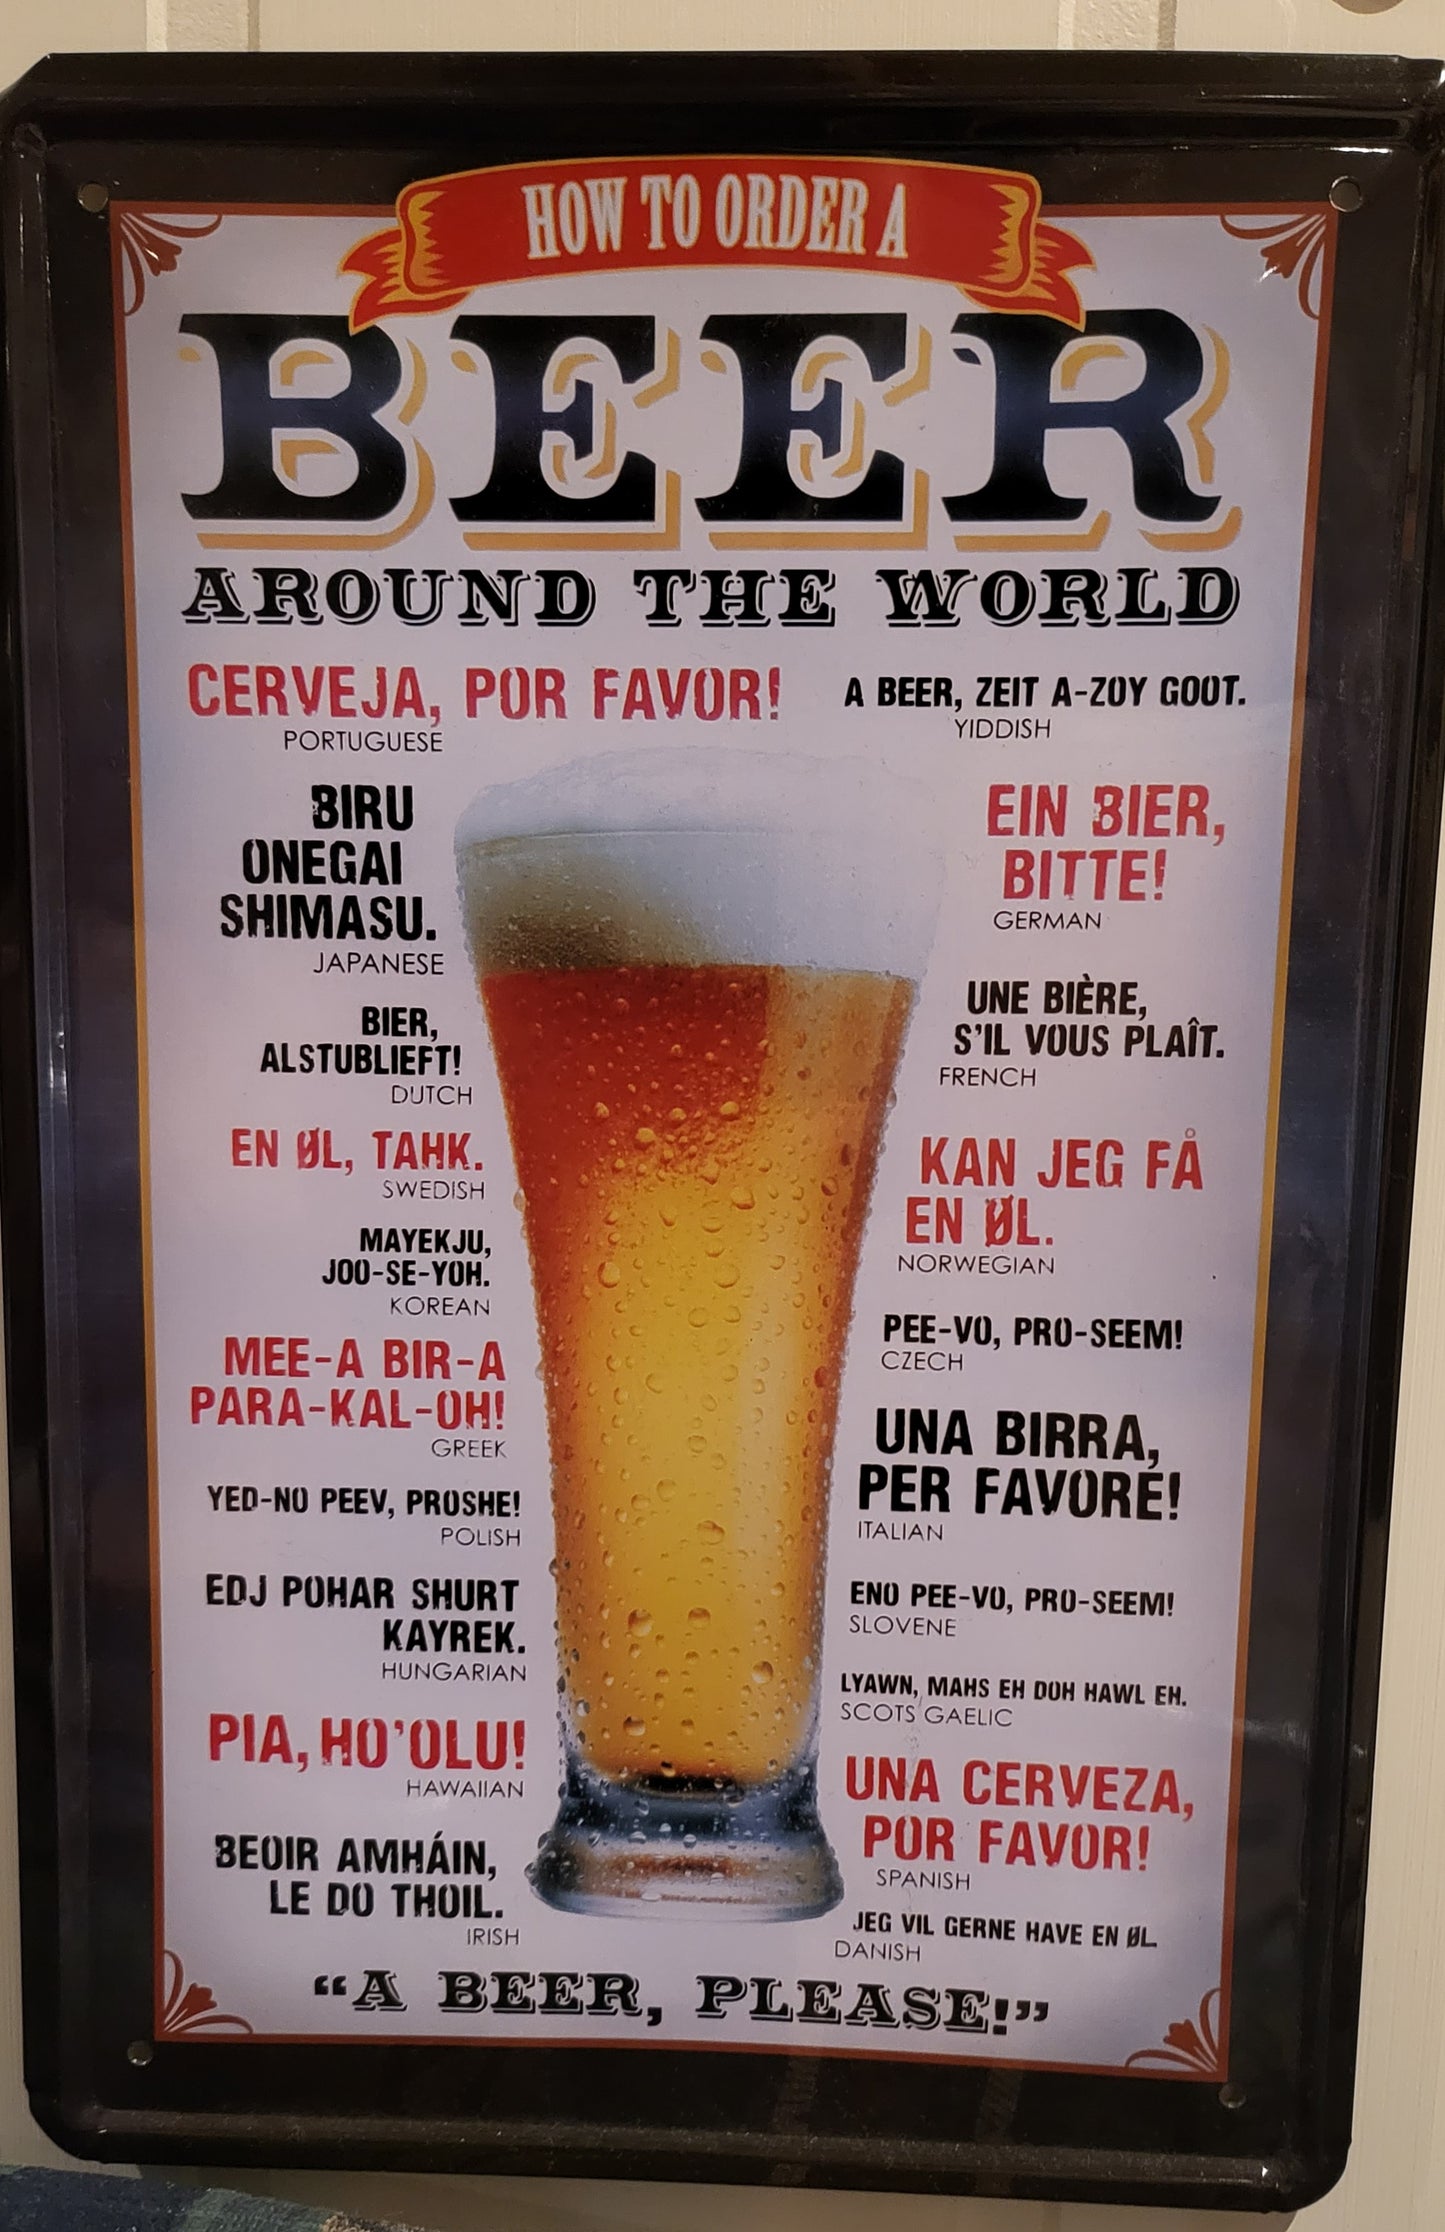 HOW TO ORDER A
BEER
AROUND THE WORLD
CERVEJA, POR FAVOR!
PORTUGUESE
BIRU
ONEGAI
SHIMASU.
JAPANESE
BIER,
ALSTUBLIEFT!
DUTCH
EN ØL, TAHK.
SWEDISH
MAYEKJU,
JOO-SE-YOH.
KOREAN
MEE-A BIR-A
PARA-KAL-OH!
GREEK
YED-NO PEEV, PROSHE!
POLISH
EDJ POHAR SHURT
KAYREK.
HUNGARIAN
PIA, HO'OLU!
HAWAIIAN
BEOIR AMHÁIN,
LE DO THOIL.
IRISH
A BEER, ZEIT A-ZOY GOOT.
YIDDISH
EIN BIER,
BITTE!
GERMAN
UNE BIÈRE,
S'IL VOUS PLAÎT.
FRENCH
KAN JEG FÅ
EN ØL.
NORWEGIAN
PEE-VO, PRO-SEEM!
CZECH
UNA BIRRA,
PER FAVORE!
ITALIAN
ENO PEE-VO, PRO-SEEM!
SLOVENE
LYAWN, MAHS EH DOH HAWL EH.
SCOTS GAELIC
UNA CERVEZA,
POR FAVOR!
SPANISH
JEG VIL GERNE HAVE EN ØL.
DANISH
"A BEER, PLEASE!"